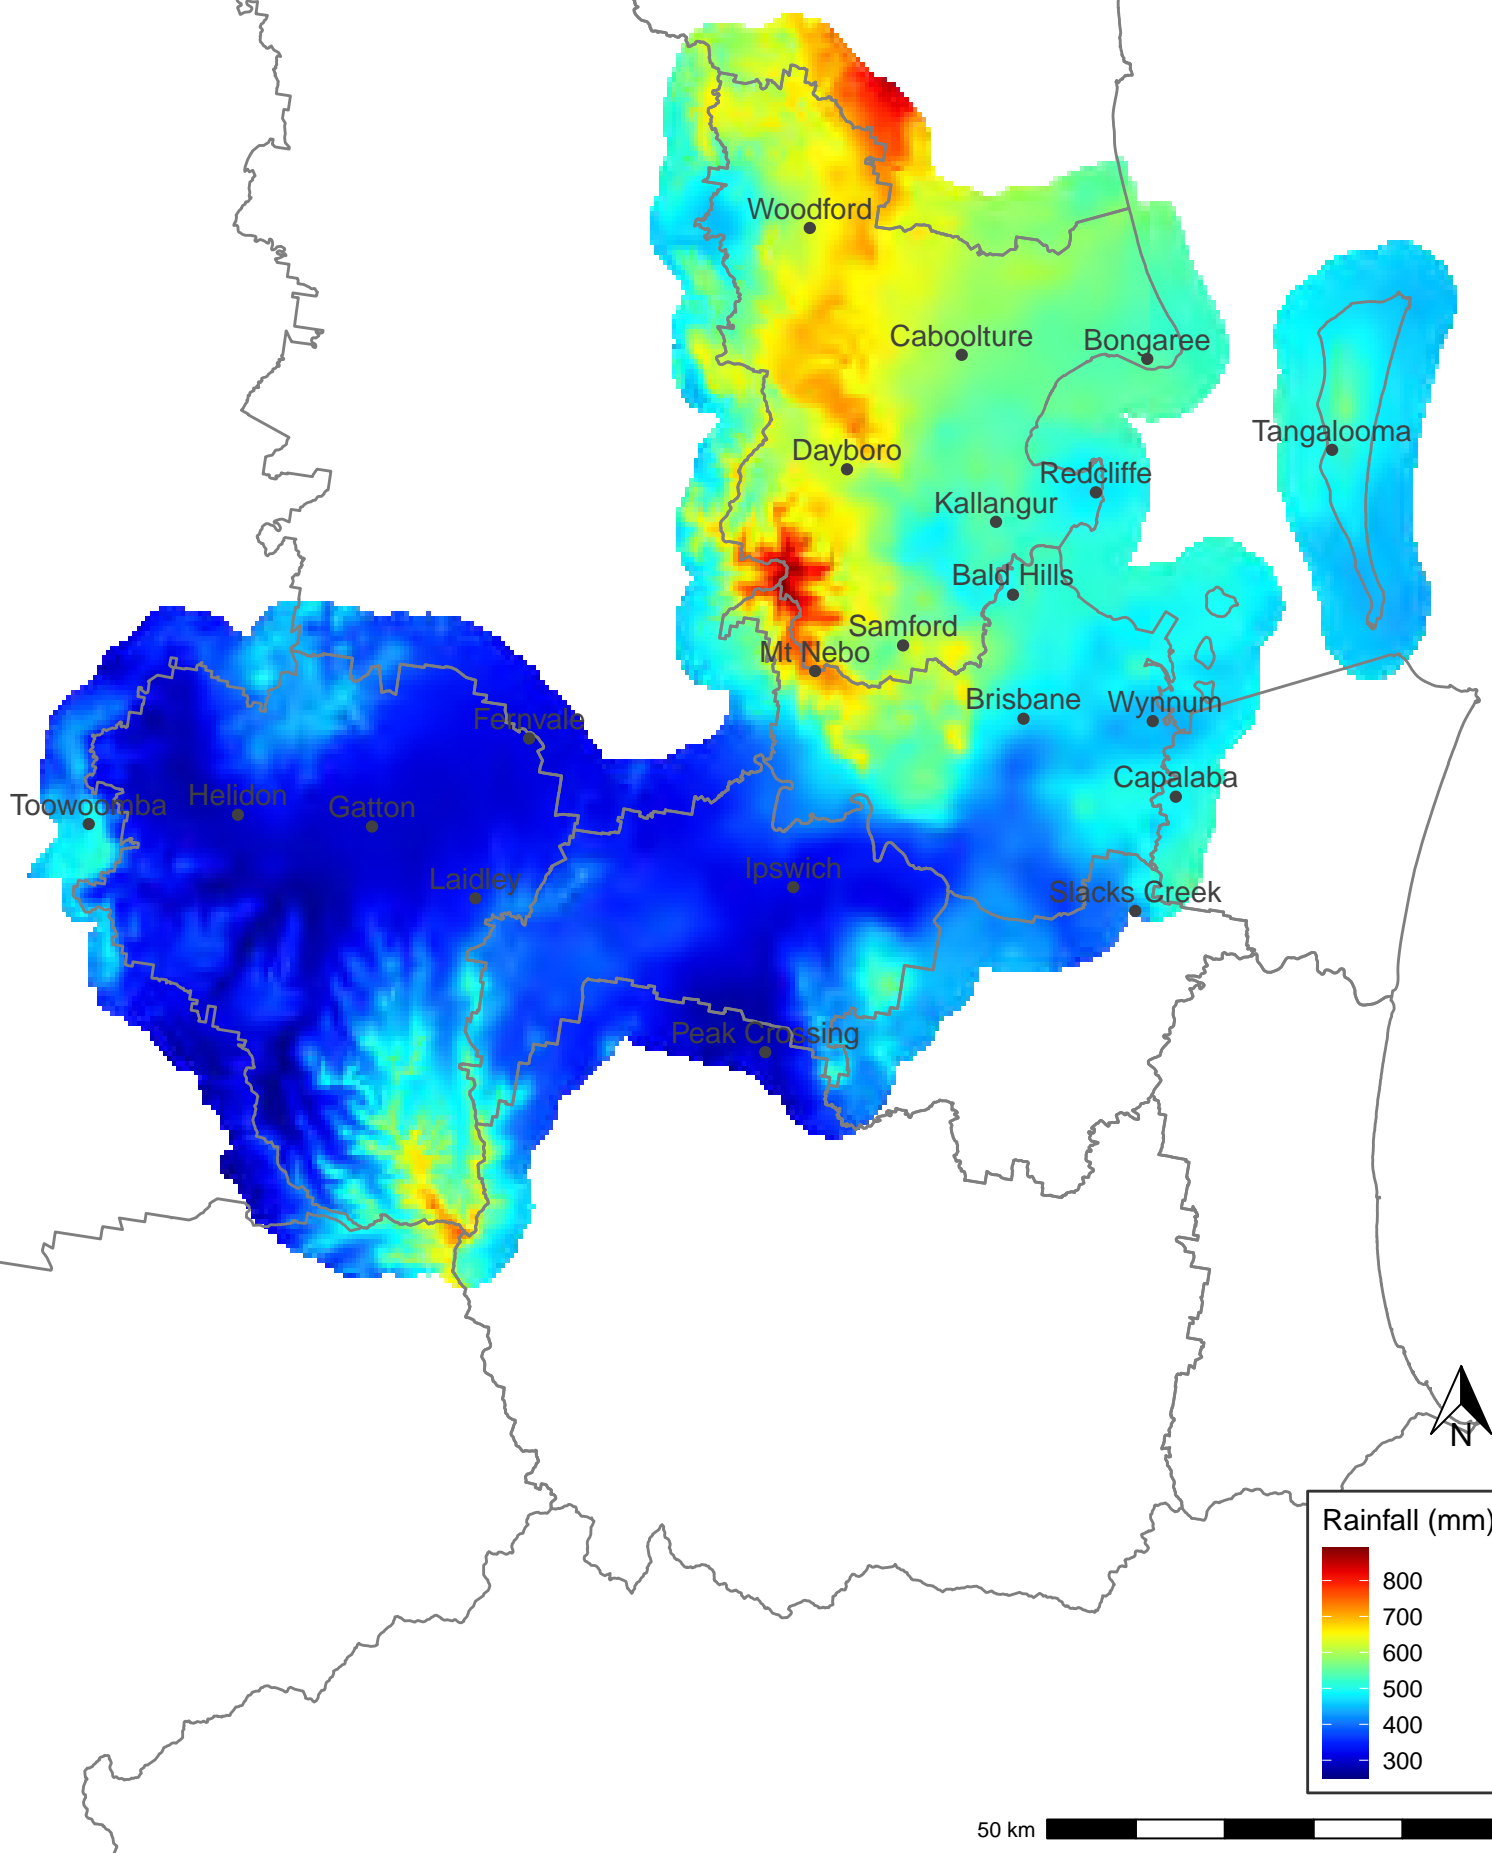 Woodford
Caboolture
Bongaree
Tangalooma
Dayboro
Redcliffe
Kallangur
Bald Hills
Samford
Mt Nebo
Brisbane
Wynnum
Fernvale
Capalaba
Toowoomba
Helidon
Gatton
Ipswich
Laidley
Slacks Creek
Peak Crossing
N
Rainfall (mm)
800
700
600
500
400
300
50 km